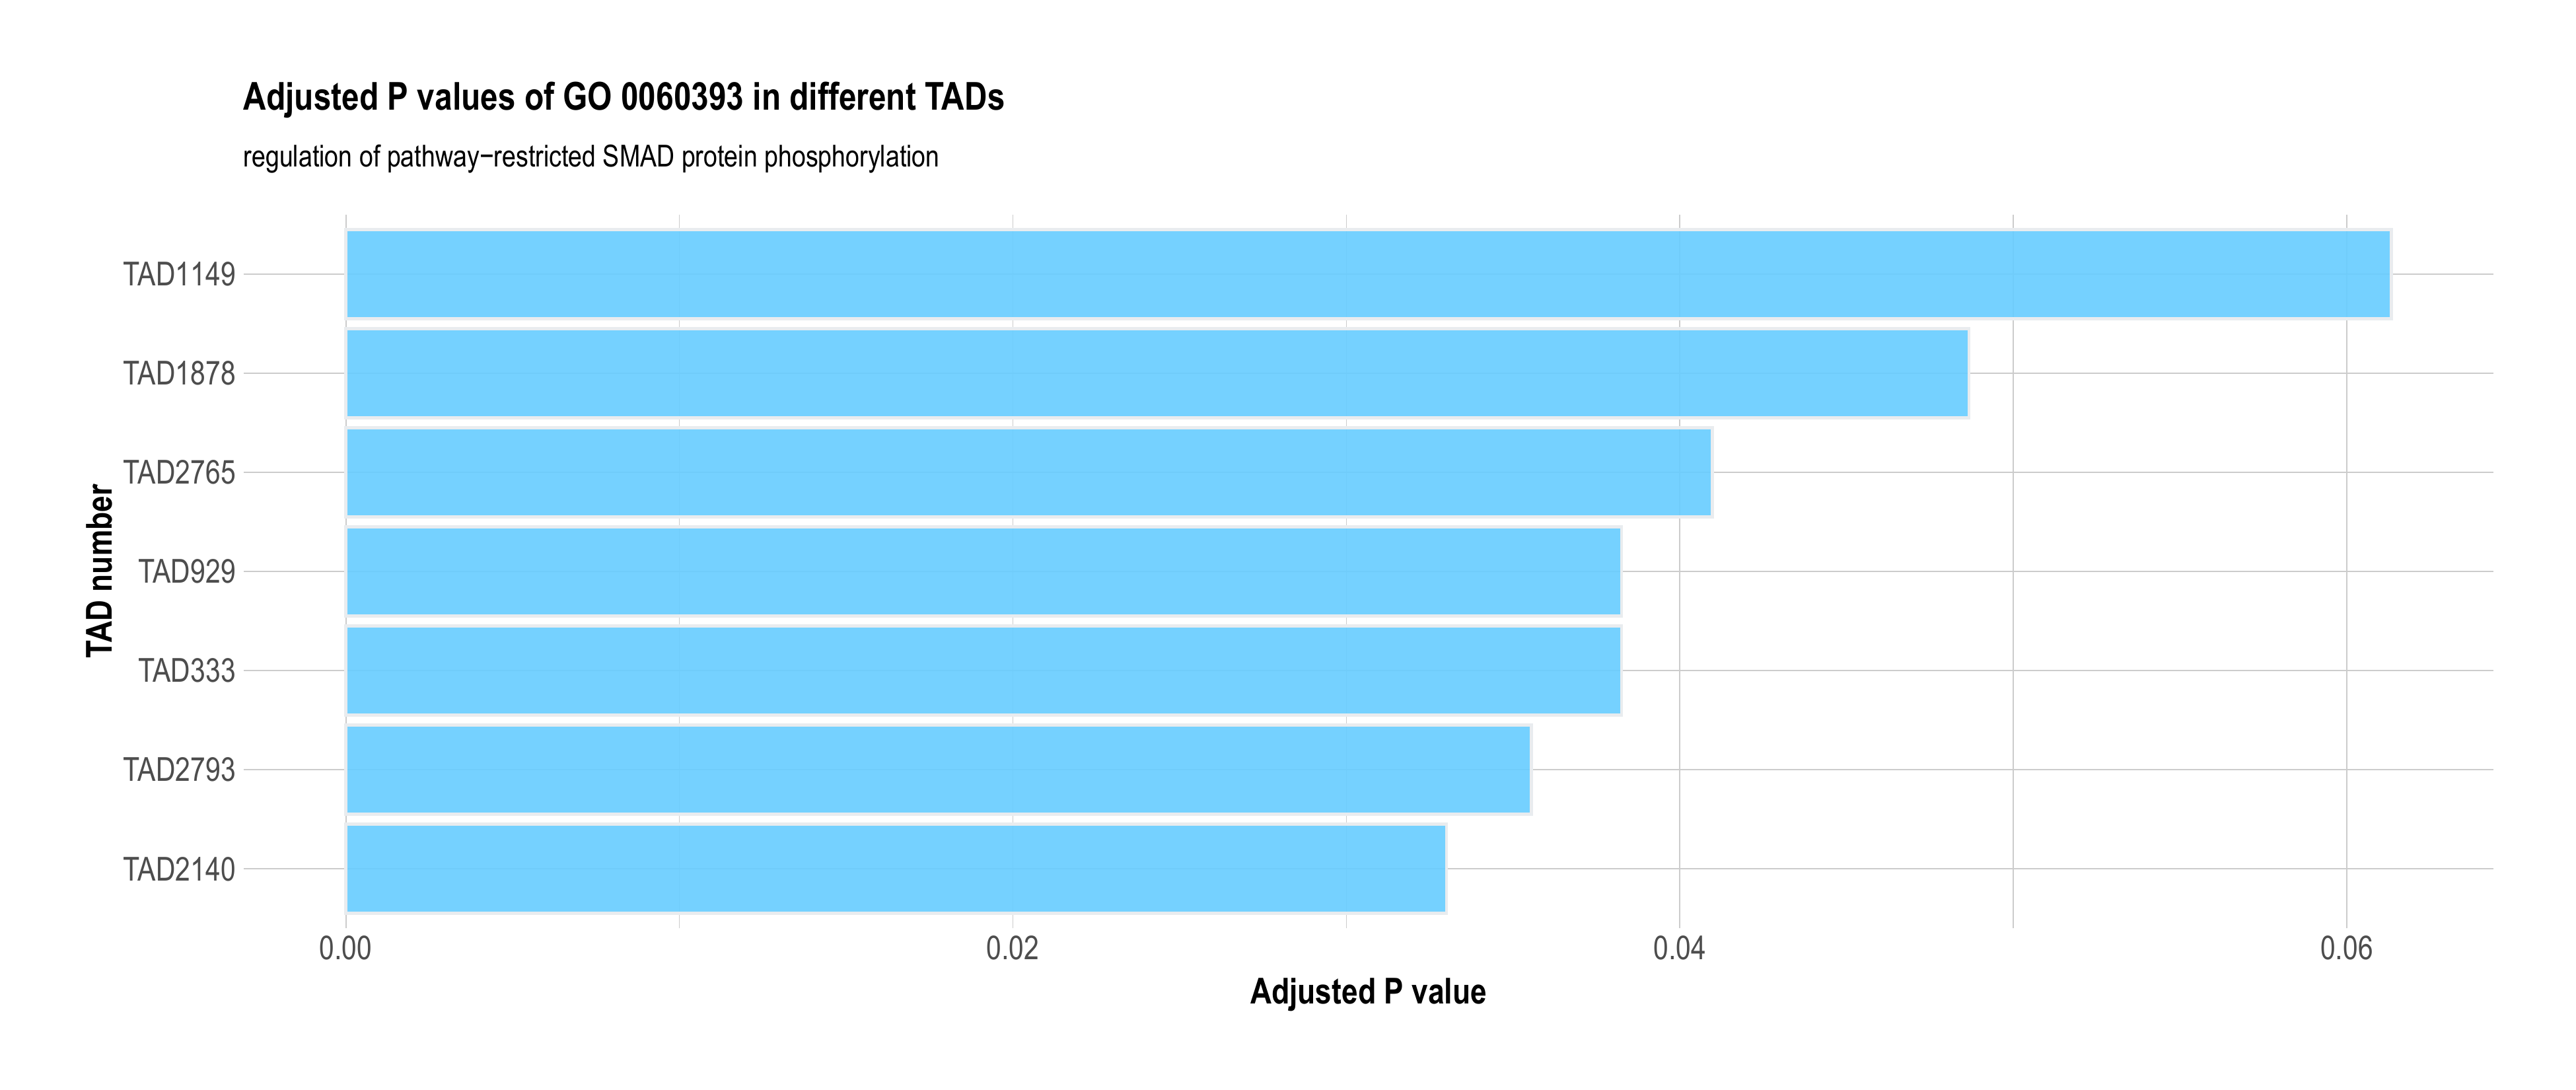 Adjusted P values of GO 0060393 in different TADs
regulation of pathway−restricted SMAD protein phosphorylation
TAD number
TAD1149
TAD1878
TAD2765
TAD929
TAD333
TAD2793
TAD2140
0.00 0.02 0.04 0.06
Adjusted P value